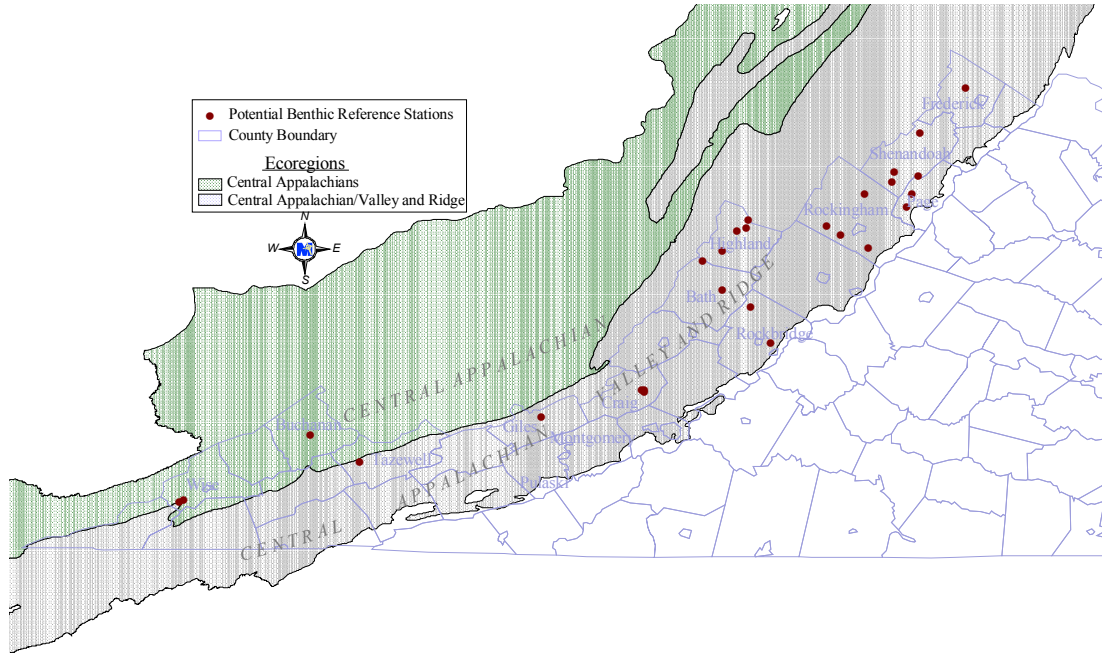 Potential Benthic Reference Stations
County Boundary
Ecoregions
Central Appalachians
Central Appalachian/Valley and Ridge
N
W
E
S
Frederick
Shenandoah
Page
Rockingham
Highland
Bath
Rockbridge
CENTRAL APPALACHIAN
CENTRAL APPALACHIAN VALLEY AND RIDGE
Craig
Giles
Montgomery
Pulaski
Buchanan
Tazewell
Wise